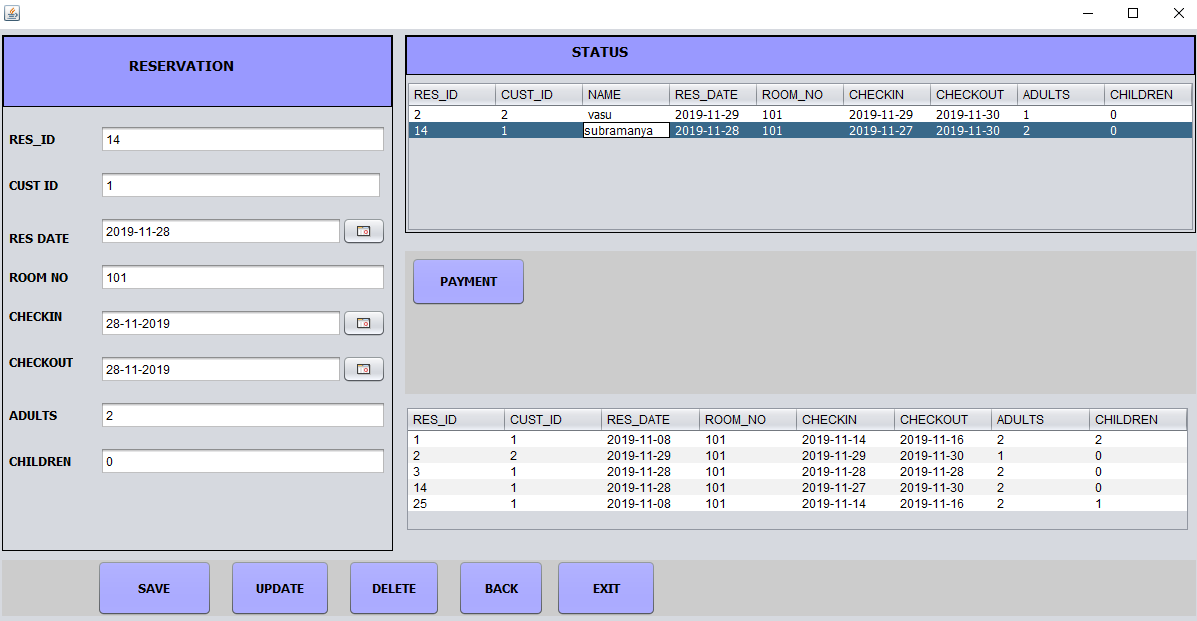 RESERVATION
RES_ID 14
CUST ID 1
RES DATE 2019-11-28
ROOM NO 101
CHECKIN 28-11-2019
CHECKOUT 28-11-2019
ADULTS 2
CHILDREN 0
STATUS
RES_ID CUST_ID NAME RES_DATE ROOM_NO CHECKIN CHECKOUT ADULTS CHILDREN
2 2 vasu 2019-11-29 101 2019-11-29 2019-11-30 1 0
14 1 subramanya 2019-11-28 101 2019-11-27 2019-11-30 2 0
PAYMENT
RES_ID CUST_ID RES_DATE ROOM_NO CHECKIN CHECKOUT ADULTS CHILDREN
1 1 2019-11-08 101 2019-11-14 2019-11-16 2 2
2 2 2019-11-29 101 2019-11-29 2019-11-30 1 0
3 1 2019-11-28 101 2019-11-28 2019-11-28 2 0
14 1 2019-11-28 101 2019-11-27 2019-11-30 2 0
25 1 2019-11-08 101 2019-11-14 2019-11-16 2 1
SAVE UPDATE DELETE BACK EXIT